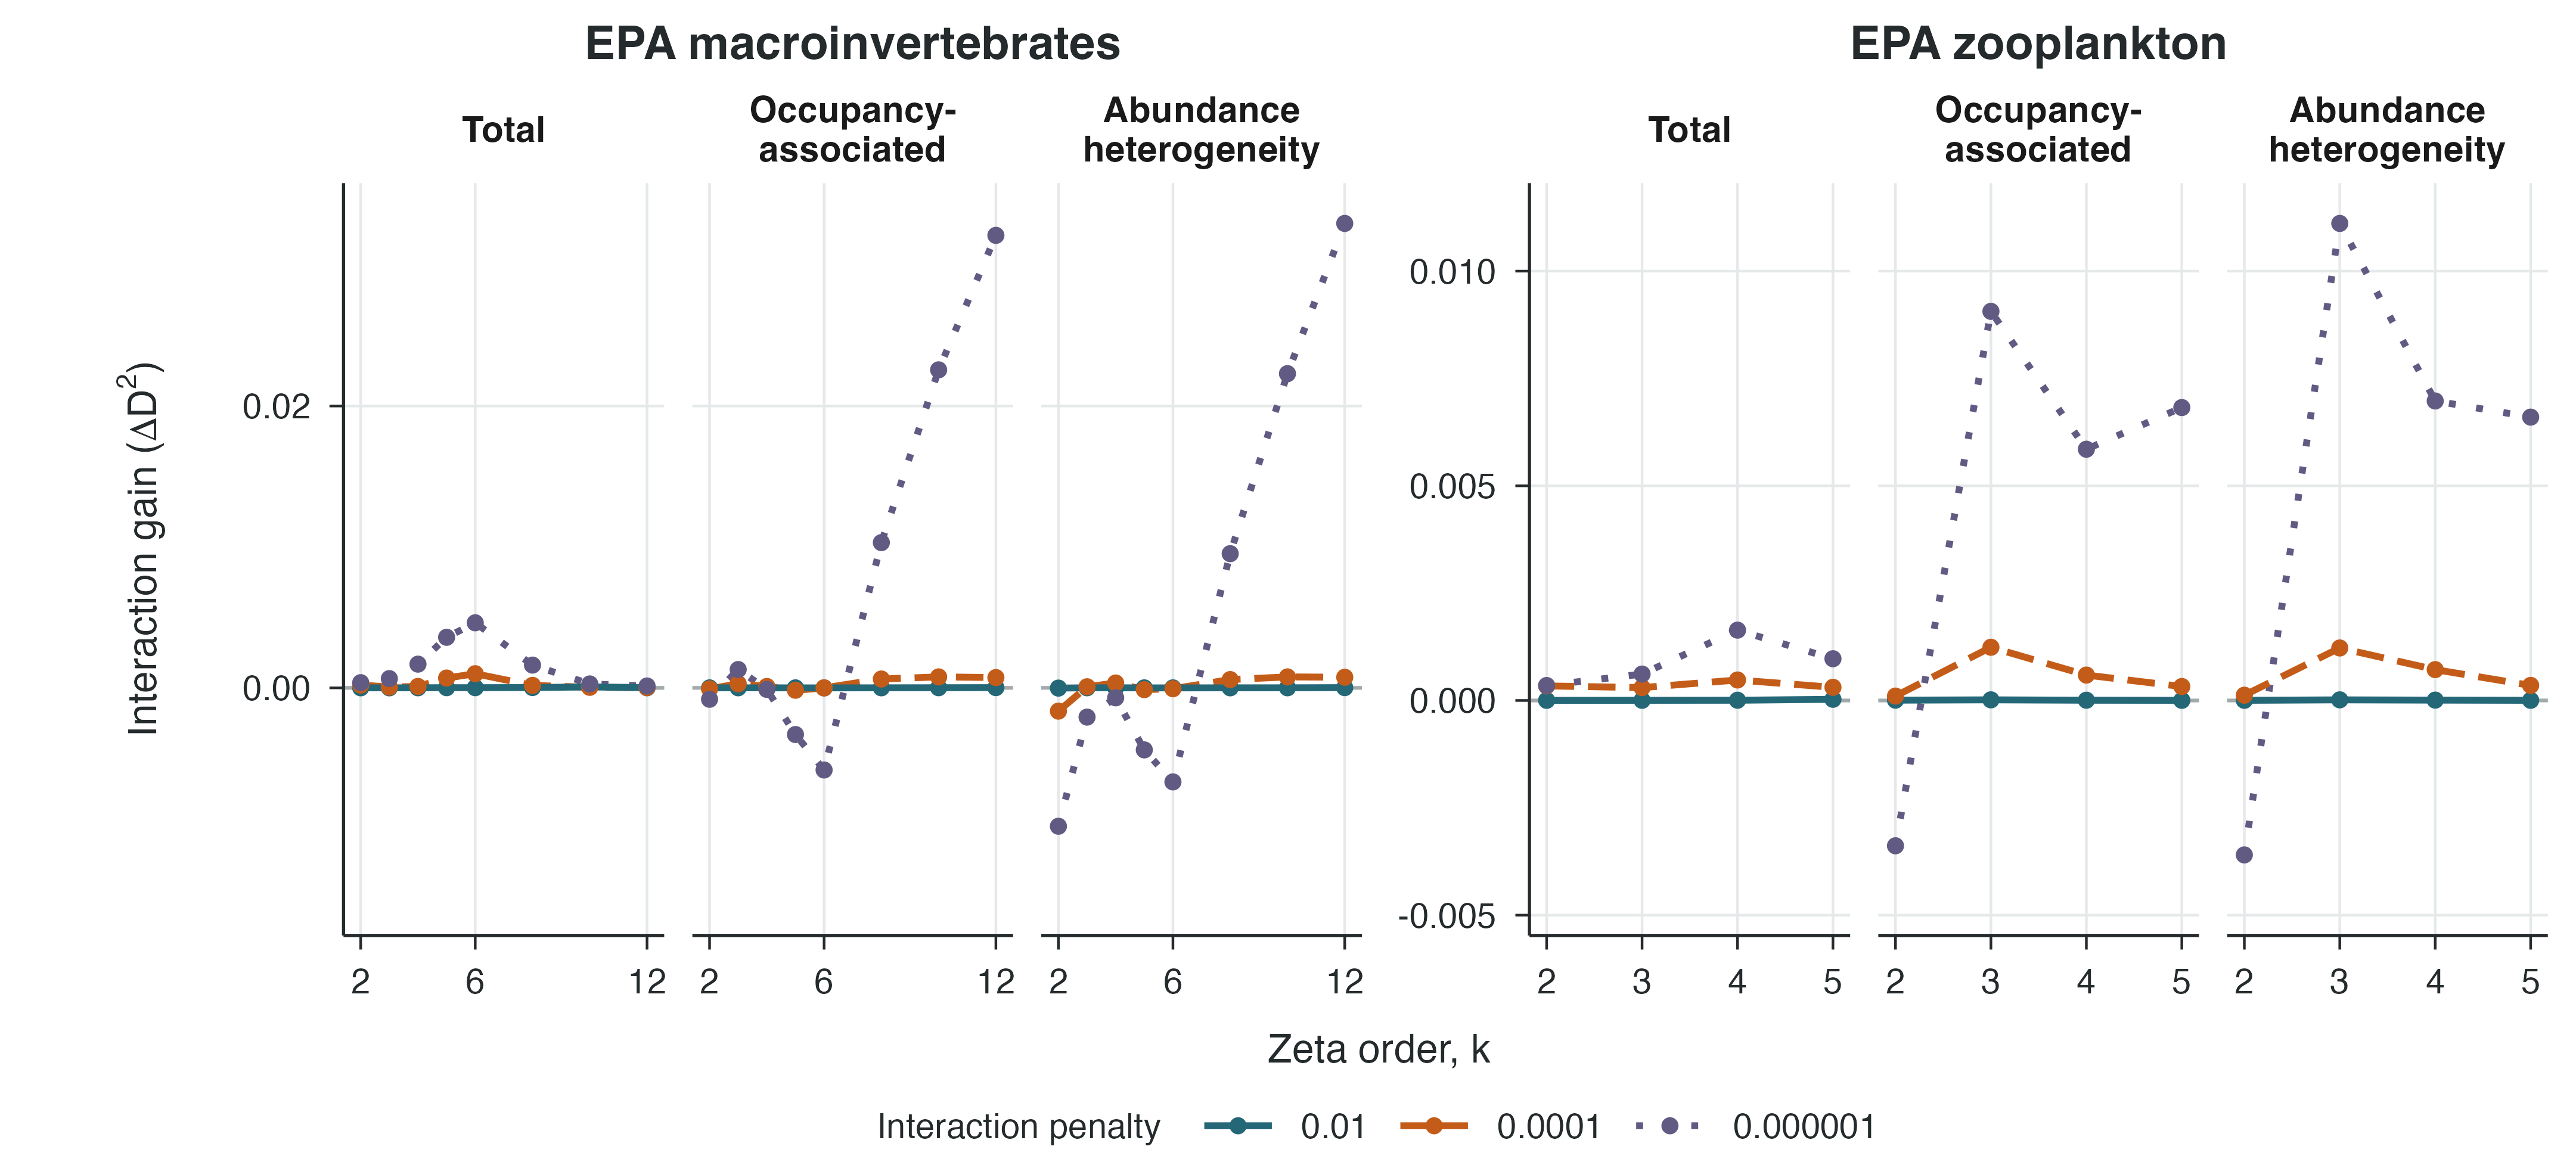 EPA macroinvertebrates
EPA zooplankton
Total
Occupancy-
associated
Abundance
heterogeneity
Total
Occupancy-
associated
Abundance
heterogeneity
Interaction gain (ΔD²)
0.02
0.00
0.010
0.005
0.000
-0.005
2 6 12 2 6 12 2 6 12
2 3 4 5 2 3 4 5 2 3 4 5
Zeta order, k
Interaction penalty 0.01 0.0001 0.000001